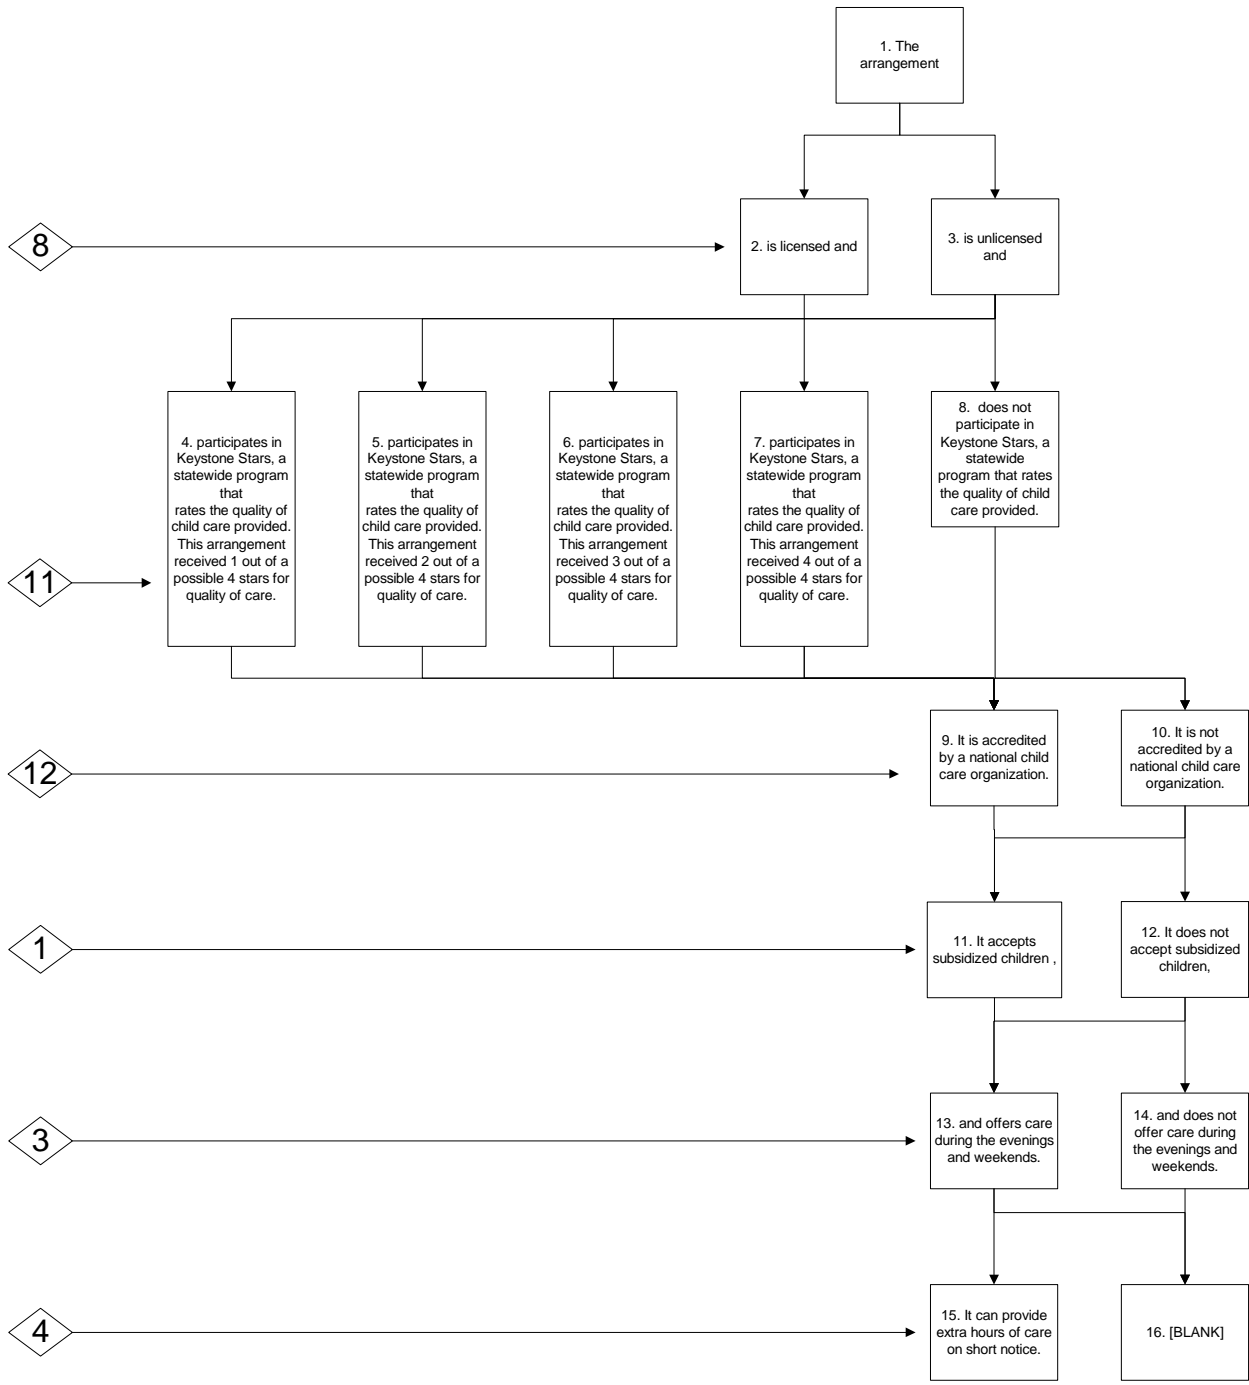 1. The
arrangement
8
2. is licensed and
3. is unlicensed
and
4. participates in
Keystone Stars, a
statewide program
that
rates the quality of
child care provided.
This arrangement
received 1 out of a
possible 4 stars for
quality of care.
5. participates in
Keystone Stars, a
statewide program
that
rates the quality of
child care provided.
This arrangement
received 2 out of a
possible 4 stars for
quality of care.
6. participates in
Keystone Stars, a
statewide program
that
rates the quality of
child care provided.
This arrangement
received 3 out of a
possible 4 stars for
quality of care.
7. participates in
Keystone Stars, a
statewide program
that
rates the quality of
child care provided.
This arrangement
received 4 out of a
possible 4 stars for
quality of care.
8. does not
participate in
Keystone Stars, a
statewide
program that rates
the quality of child
care provided.
11
12
9. It is accredited
by a national child
care organization.
10. It is not
accredited by a
national child care
organization.
1
11. It accepts
subsidized children ,
12. It does not
accept subsidized
children,
3
13. and offers care
during the evenings
and weekends.
14. and does not
offer care during
the evenings and
weekends.
4
15. It can provide
extra hours of care
on short notice.
16. [BLANK]